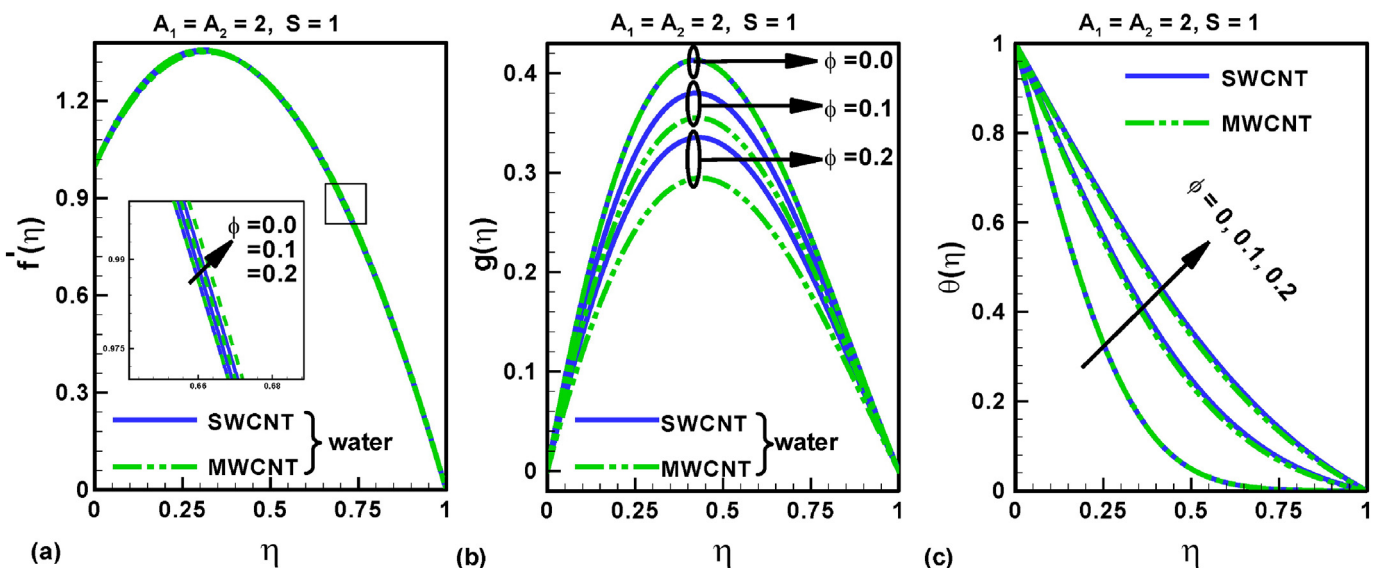 A₁ = A₂ = 2, S = 1
f'(η)
1.2
0.9
0.6
0.3
0
0.99
0.975
0.66
0.68
ϕ =0.0
=0.1
=0.2
SWCNT
MWCNT
water
0
0.25
0.5
0.75
1
η
(a)
A₁ = A₂ = 2, S = 1
g(η)
0.4
0.3
0.2
0.1
0
ϕ =0.0
ϕ =0.1
ϕ =0.2
SWCNT
MWCNT
water
0
0.25
0.5
0.75
1
η
(b)
A₁ = A₂ = 2, S = 1
θ(η)
1
0.8
0.6
0.4
0.2
0
SWCNT
MWCNT
ϕ =0, 0.1, 0.2
0
0.25
0.5
0.75
1
η
(c)